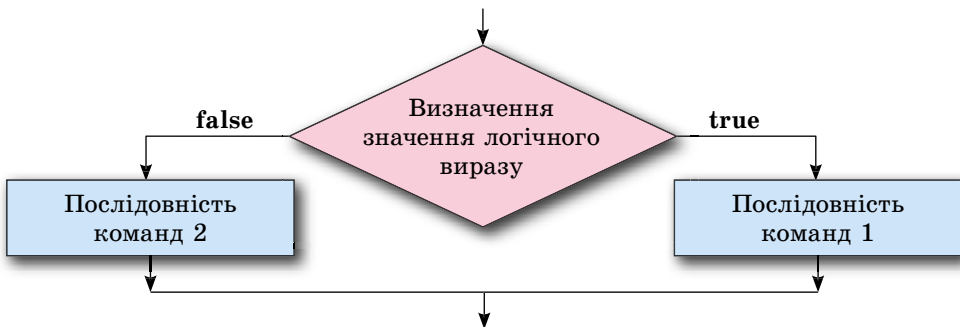 Визначення
значення логічного
виразу
false
true
Послідовність
команд 2
Послідовність
команд 1